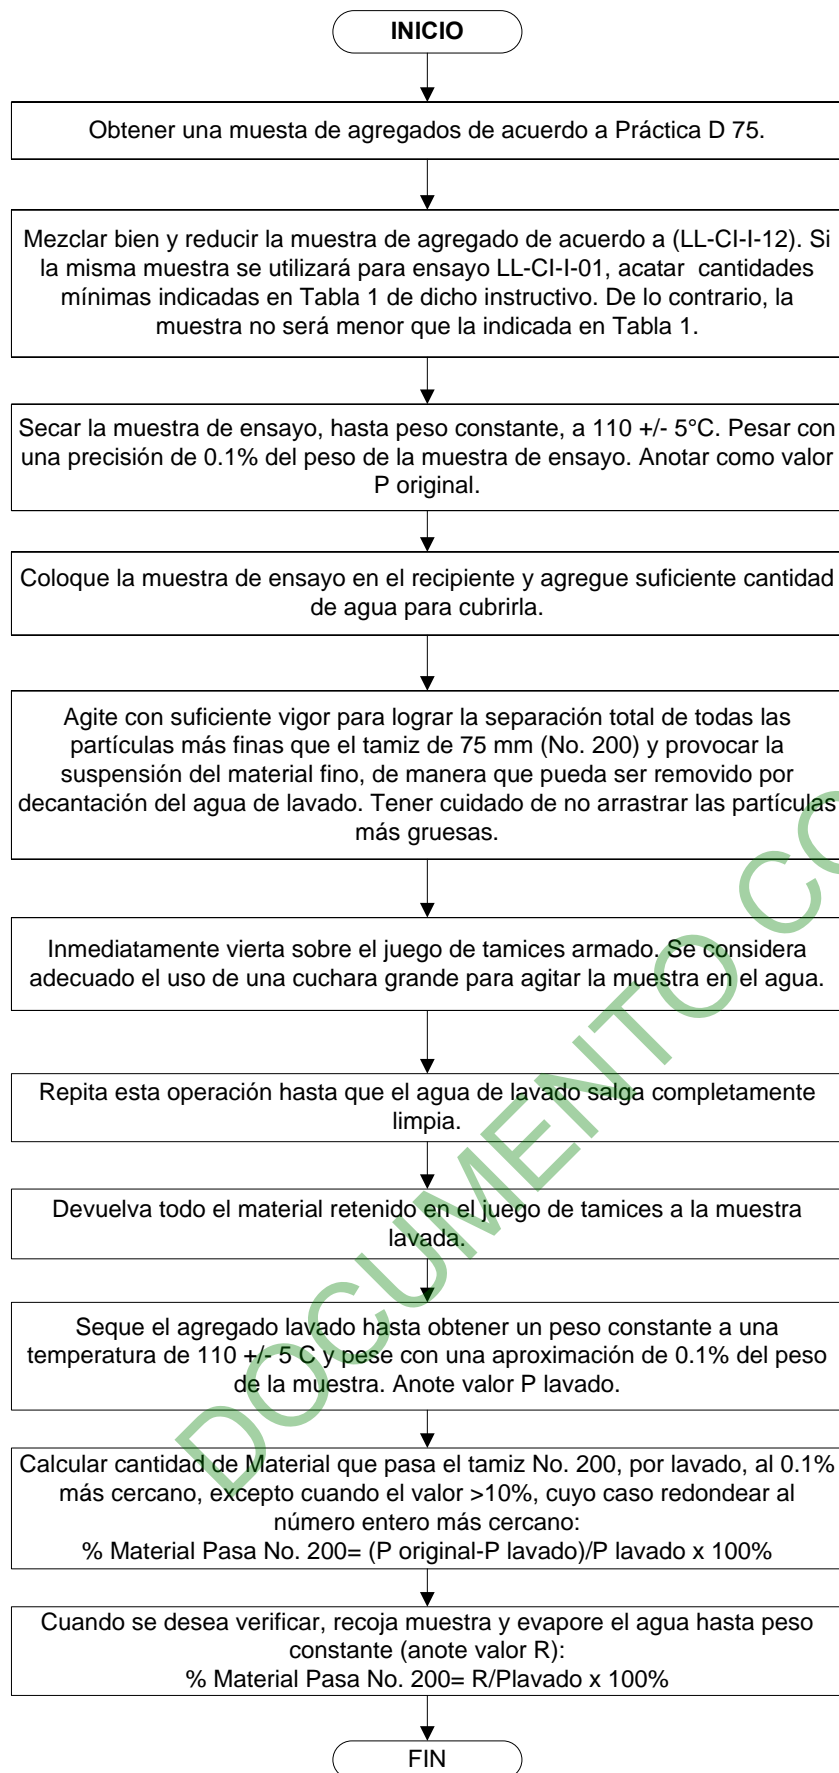 INICIO
Obtener una muesta de agregados de acuerdo a Práctica D 75.
Mezclar bien y reducir la muestra de agregado de acuerdo a (LL-CI-I-12). Si
la misma muestra se utilizará para ensayo LL-CI-I-01, acatar cantidades
mínimas indicadas en Tabla 1 de dicho instructivo. De lo contrario, la
muestra no será menor que la indicada en Tabla 1.
Secar la muestra de ensayo, hasta peso constante, a 110 +/- 5°C. Pesar con
una precisión de 0.1% del peso de la muestra de ensayo. Anotar como valor
P original.
Coloque la muestra de ensayo en el recipiente y agregue suficiente cantidad
de agua para cubrirla.
Agite con suficiente vigor para lograr la separación total de todas las
partículas más finas que el tamiz de 75 mm (No. 200) y provocar la
suspensión del material fino, de manera que pueda ser removido por
decantación del agua de lavado. Tener cuidado de no arrastrar las partículas
más gruesas.
Inmediatamente vierta sobre el juego de tamices armado. Se considera
adecuado el uso de una cuchara grande para agitar la muestra en el agua.
Repita esta operación hasta que el agua de lavado salga completamente
limpia.
Devuelva todo el material retenido en el juego de tamices a la muestra
lavada.
Seque el agregado lavado hasta obtener un peso constante a una
temperatura de 110 +/- 5 C y pese con una aproximación de 0.1% del peso
de la muestra. Anote valor P lavado.
Calcular cantidad de Material que pasa el tamiz No. 200, por lavado, al 0.1%
más cercano, excepto cuando el valor >10%, cuyo caso redondear al
número entero más cercano:
% Material Pasa No. 200= (P original-P lavado)/P lavado x 100%
Cuando se desea verificar, recoja muestra y evapore el agua hasta peso
constante (anote valor R):
% Material Pasa No. 200= R/Plavado x 100%
FIN
DOCUMENTO